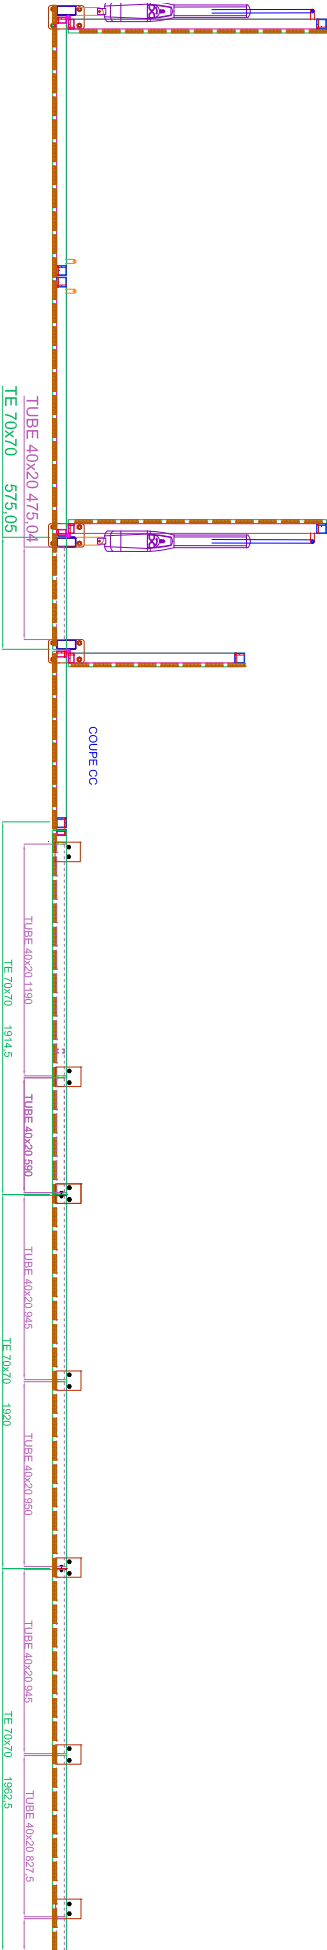 TE 70x70 575,05
TUBE 40x20 475,04
COUPE CC
TUBE 40x20 1190
TE 70x70 1914,5
TUBE 40x20 590
TUBE 40x20 945
TE 70x70 1920
TUBE 40x20 950
TUBE 40x20 945
TE 70x70 1962,5
TUBE 40x20 827,5